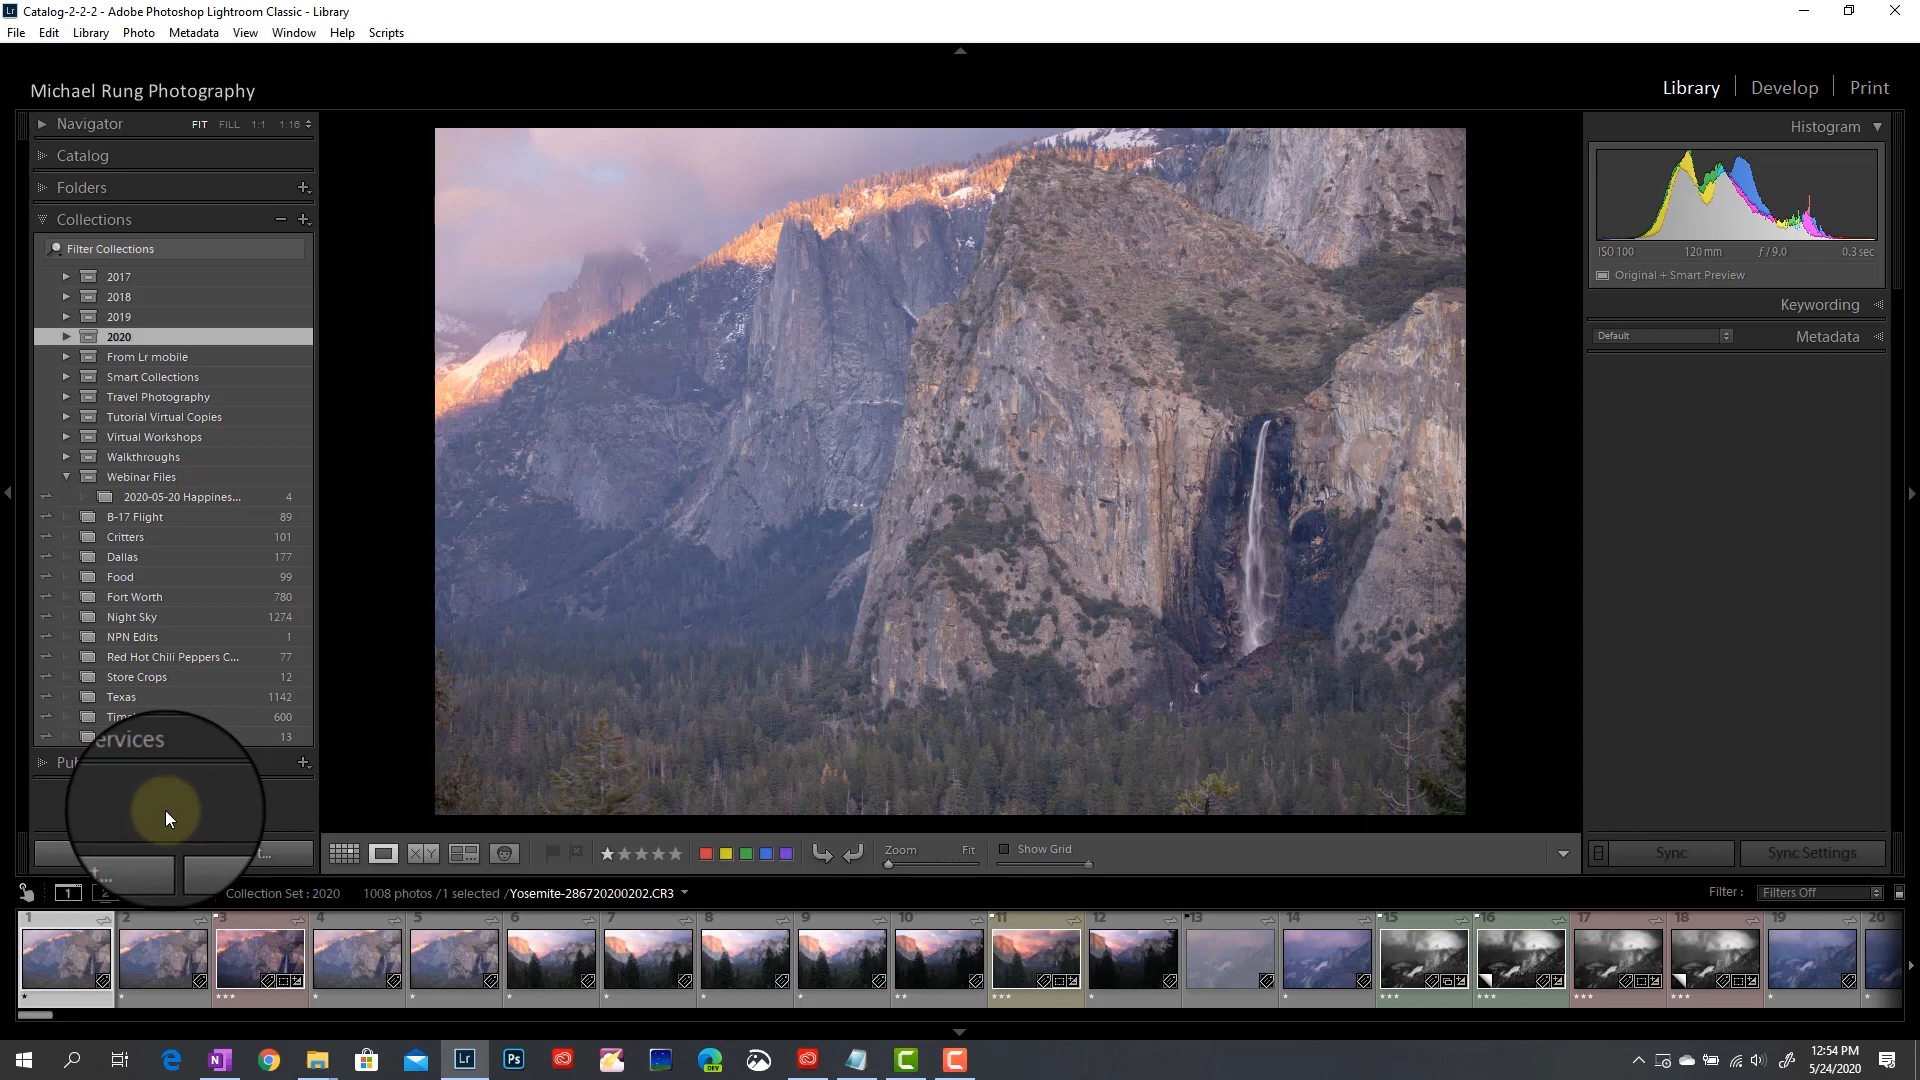 Catalog-2-2-2 - Adobe Photoshop Lightroom Classic - Library
File Edit Library Photo Metadata View Window Help Scripts
Michael Rung Photography
Library Develop Print
Navigator FIT FILL 1:1 1:16
Catalog
Folders
Collections
Filter Collections
2017
2018
2019
2020
From Lr mobile
Smart Collections
Travel Photography
Tutorial Virtual Copies
Virtual Workshops
Walkthroughs
Webinar Files
2020-05-20 Happines... 4
B-17 Flight 89
Critters 101
Dallas 177
Food 99
Fort Worth 780
Night Sky 1274
NPN Edits 1
Red Hot Chili Peppers C... 77
Store Crops 12
Texas 1142
600
13
ervices
Histogram
ISO 100 120 mm f / 9.0 0.3 sec
Original + Smart Preview
Keywording
Default Metadata
Zoom Fit Show Grid
Sync Sync Settings
1 Collection Set : 2020 1008 photos / 1 selected / Yosemite-286720200202.CR3 Filter : Filters Off
1 2 3 4 5 6 7 8 9 10 11 12 13 14 15 16 17 18 19 20
Lr Ps
12:54 PM
5/24/2020